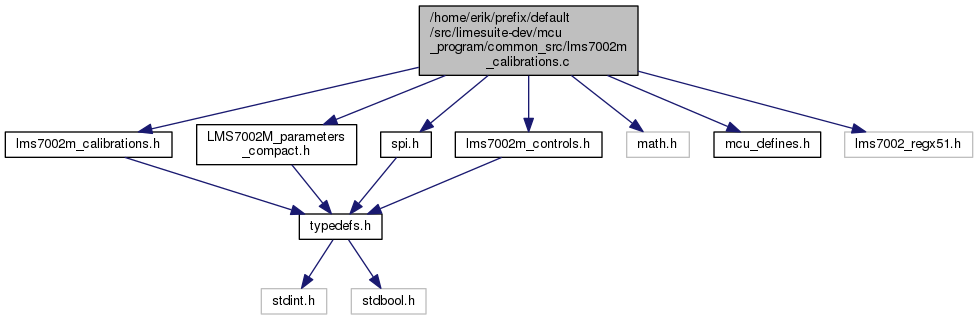 /home/erik/prefix/default
/src/limesuite-dev/mcu
_program/common_src/lms7002m
_calibrations.c
lms7002m_calibrations.h
LMS7002M_parameters
_compact.h
spi.h
lms7002m_controls.h
math.h
mcu_defines.h
lms7002_regx51.h
typedefs.h
stdint.h
stdbool.h